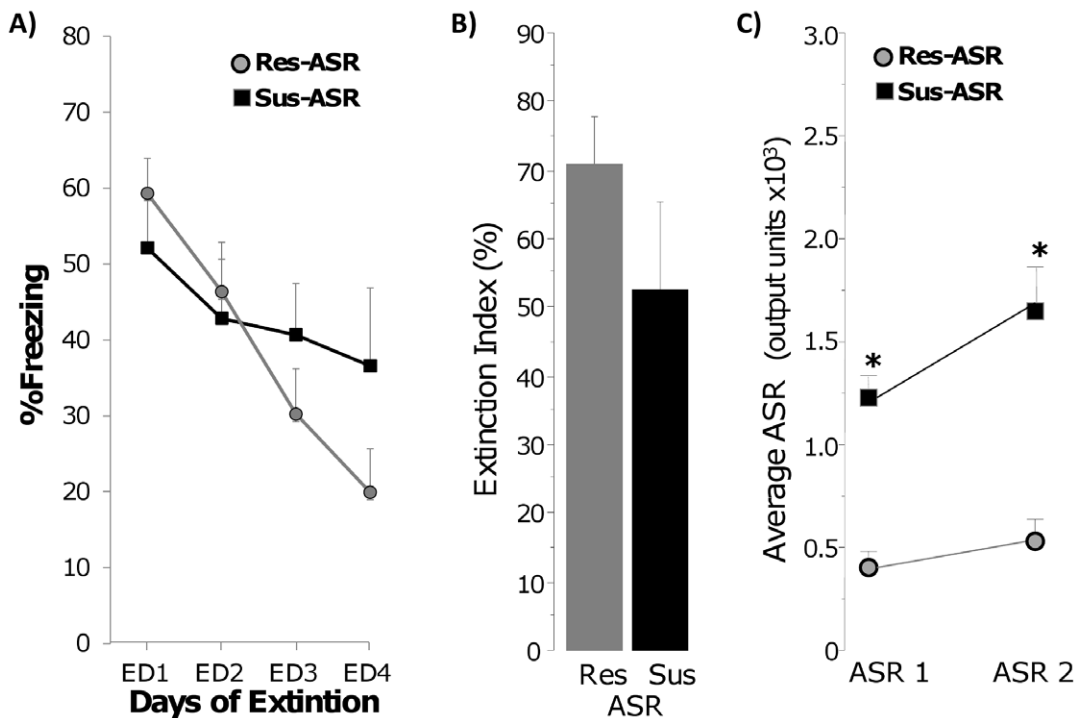 A)
80
70
60
50
40
30
20
10
0
%Freezing
Res-ASR
Sus-ASR
ED1 ED2 ED3 ED4
Days of Extintion
B)
90
80
70
60
50
40
30
20
10
0
Extinction Index (%)
Res Sus
ASR
C)
3.0
2.5
2.0
1.5
1.0
0.5
0
Average ASR (output units x10³)
Res-ASR
Sus-ASR
*
*
ASR 1 ASR 2